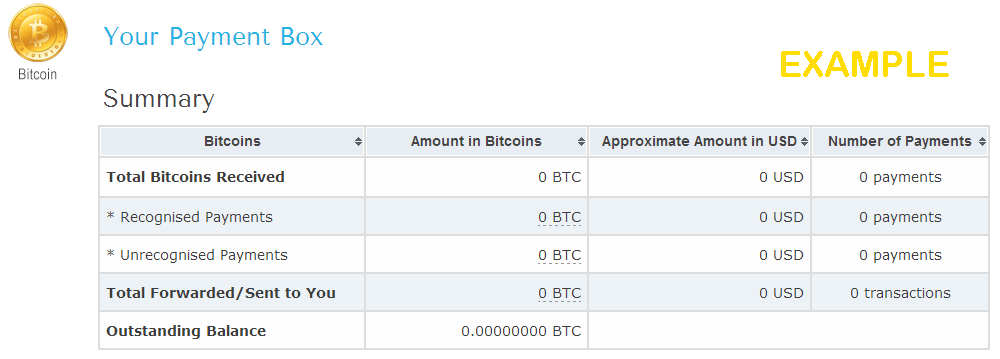 Your Payment Box
EXAMPLE
Bitcoin
Summary
Bitcoins Amount in Bitcoins Approximate Amount in USD Number of Payments
Total Bitcoins Received 0 BTC 0 USD 0 payments
* Recognised Payments 0 BTC 0 USD 0 payments
* Unrecognised Payments 0 BTC 0 USD 0 payments
Total Forwarded/Sent to You 0 BTC 0 USD 0 transactions
Outstanding Balance 0.00000000 BTC